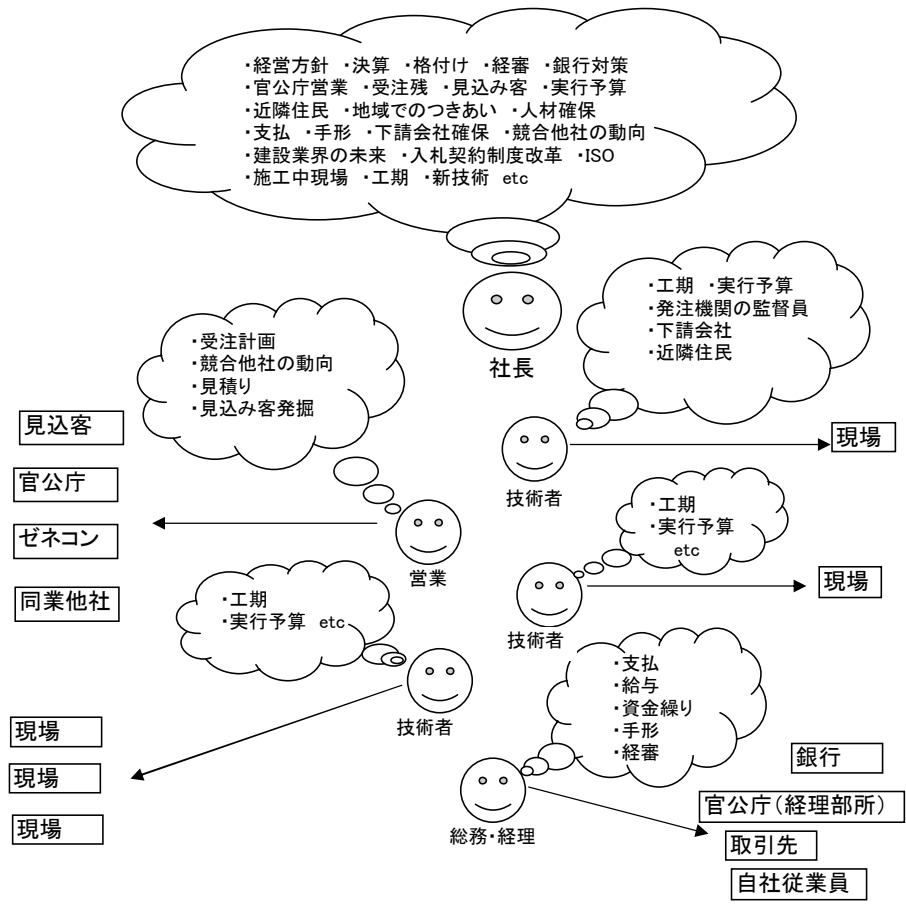 ・経営方針 ・決算 ・格付け ・経審 ・銀行対策
・官公庁営業 ・受注残 ・見込み客 ・実行予算
・近隣住民 ・地域でのつきあい ・人材確保
・支払 ・手形 ・下請会社確保 ・競合他社の動向
・建設業界の未来 ・入札契約制度改革 ・ISO
・施工中現場 ・工期 ・新技術 etc
社長
・工期 ・実行予算
・発注機関の監督員
・下請会社
・近隣住民
技術者
現場
・受注計画
・競合他社の動向
・見積り
・見込み客発掘
営業
見込客
官公庁
ゼネコン
同業他社
・工期
・実行予算
etc
技術者
現場
・工期
・実行予算 etc
技術者
現場
現場
現場
・支払
・給与
・資金繰り
・手形
・経審
総務・経理
銀行
官公庁（経理部所）
取引先
自社従業員